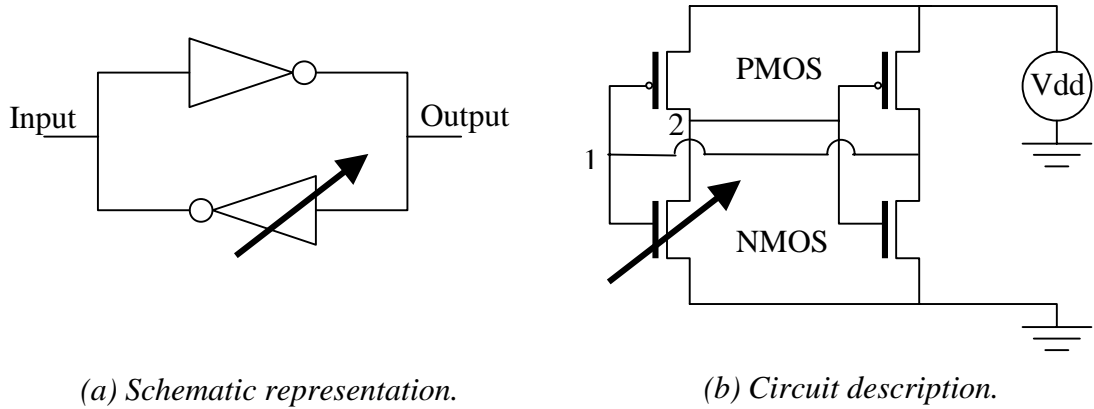 Input
Output
PMOS
Vdd
2
1
NMOS
(a) Schematic representation.
(b) Circuit description.